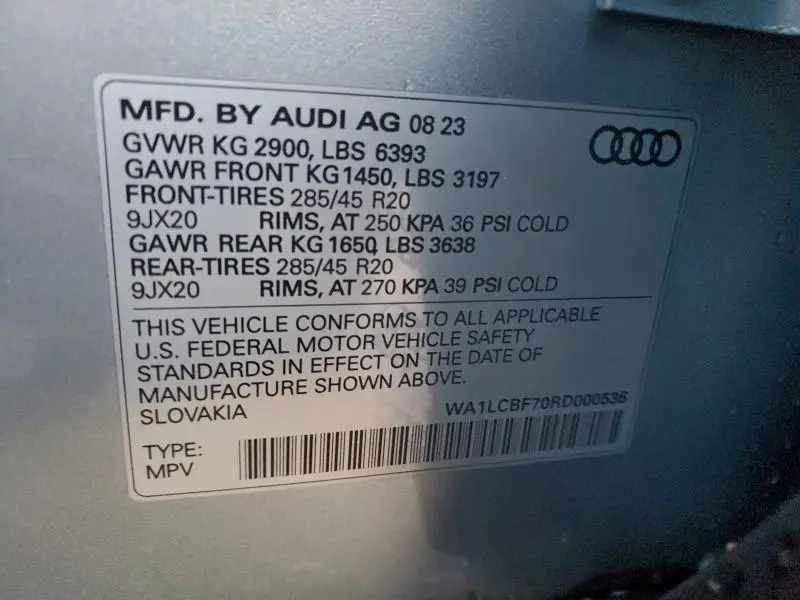 MFD. BY AUDI AG 08 23
GVWR KG 2900, LBS 6393
GAWR FRONT KG1450, LBS 3197
FRONT-TIRES 285/45 R20
9JX20 RIMS, AT 250 KPA 36 PSI COLD
GAWR REAR KG 1650, LBS 3638
REAR-TIRES 285/45 R20
9JX20 RIMS, AT 270 KPA 39 PSI COLD
THIS VEHICLE CONFORMS TO ALL APPLICABLE
U.S. FEDERAL MOTOR VEHICLE SAFETY
STANDARDS IN EFFECT ON THE DATE OF
MANUFACTURE SHOWN ABOVE.
SLOVAKIA
WA1LCBF70RD000536
TYPE:
MPV